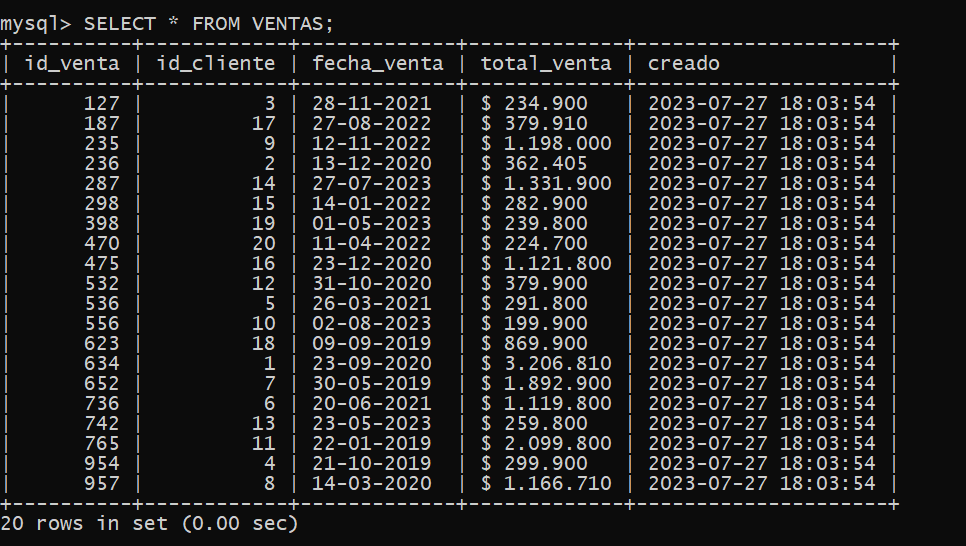 mysql> SELECT * FROM VENTAS;
+----------+------------+-------------+-------------+---------------------+
| id_venta | id_cliente | fecha_venta | total_venta | creado              |
+----------+------------+-------------+-------------+---------------------+
|      127 |          3 | 28-11-2021  | $ 234.900   | 2023-07-27 18:03:54 |
|      187 |         17 | 27-08-2022  | $ 379.910   | 2023-07-27 18:03:54 |
|      235 |          9 | 12-11-2022  | $ 1.198.000 | 2023-07-27 18:03:54 |
|      236 |          2 | 13-12-2020  | $ 362.405   | 2023-07-27 18:03:54 |
|      287 |         14 | 27-07-2023  | $ 1.331.900 | 2023-07-27 18:03:54 |
|      298 |         15 | 14-01-2022  | $ 282.900   | 2023-07-27 18:03:54 |
|      398 |         19 | 01-05-2023  | $ 239.800   | 2023-07-27 18:03:54 |
|      470 |         20 | 11-04-2022  | $ 224.700   | 2023-07-27 18:03:54 |
|      475 |         16 | 23-12-2020  | $ 1.121.800 | 2023-07-27 18:03:54 |
|      532 |         12 | 31-10-2020  | $ 379.900   | 2023-07-27 18:03:54 |
|      536 |          5 | 26-03-2021  | $ 291.800   | 2023-07-27 18:03:54 |
|      556 |         10 | 02-08-2023  | $ 199.900   | 2023-07-27 18:03:54 |
|      623 |         18 | 09-09-2019  | $ 869.900   | 2023-07-27 18:03:54 |
|      634 |          1 | 23-09-2020  | $ 3.206.810 | 2023-07-27 18:03:54 |
|      652 |          7 | 30-05-2019  | $ 1.892.900 | 2023-07-27 18:03:54 |
|      736 |          6 | 20-06-2021  | $ 1.119.800 | 2023-07-27 18:03:54 |
|      742 |         13 | 23-05-2023  | $ 259.800   | 2023-07-27 18:03:54 |
|      765 |         11 | 22-01-2019  | $ 2.099.800 | 2023-07-27 18:03:54 |
|      954 |          4 | 21-10-2019  | $ 299.900   | 2023-07-27 18:03:54 |
|      957 |          8 | 14-03-2020  | $ 1.166.710 | 2023-07-27 18:03:54 |
+----------+------------+-------------+-------------+---------------------+
20 rows in set (0.00 sec)